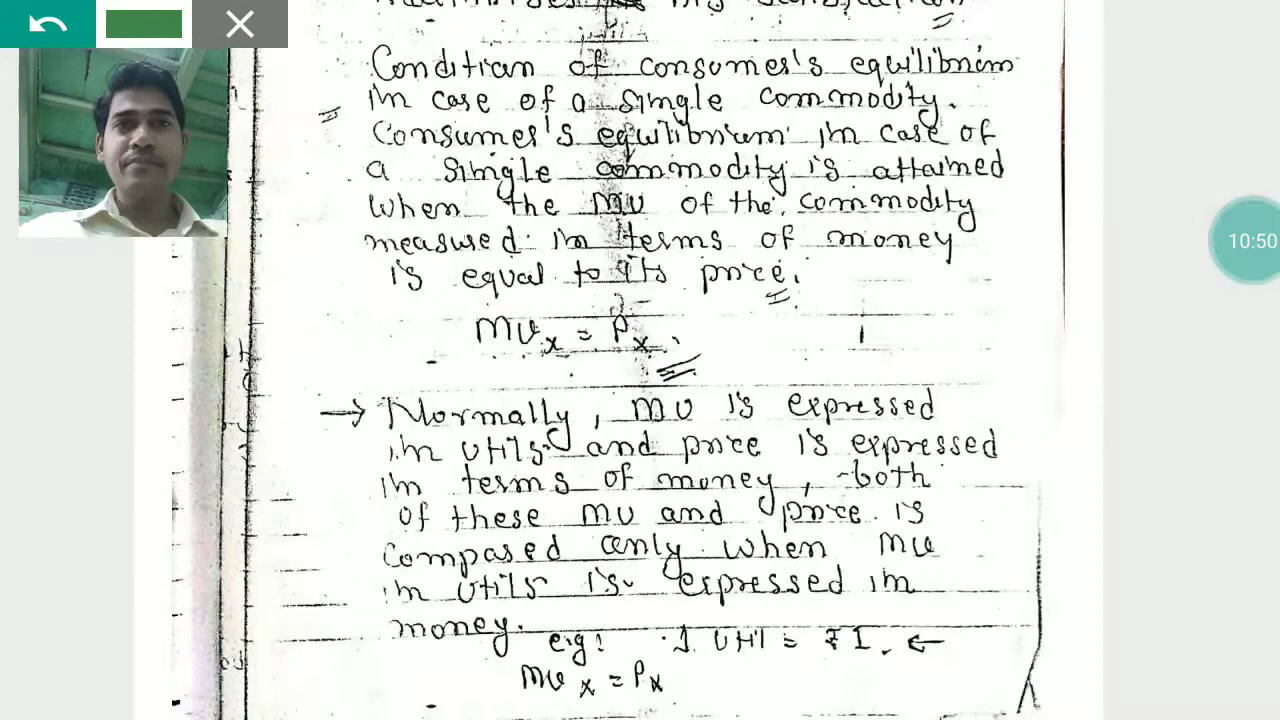 Condition of consumer's equilibrium
in case of a single commodity.
Consumer's equilibrium in case of
a single commodity is attained
when the MU of the commodity
measured in terms of money
is equal to its price.
MUx = Px.
→ Normally, MU is expressed
in utils and price is expressed
in terms of money, both
of these MU and price is
compared only when MU
in utils is expressed in
money. e.g: 1 util = ₹1. ←
MUx = Px
10:50